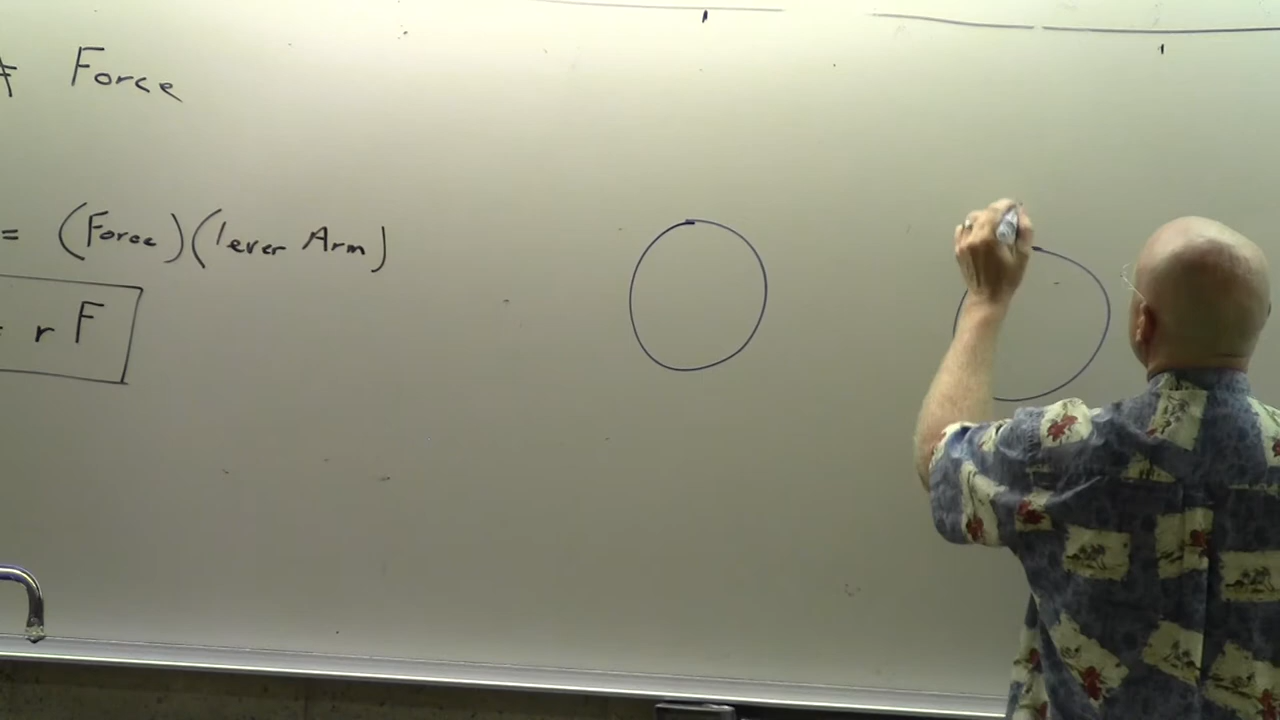 ≠ Force
= (Force)(lever Arm)
= r F